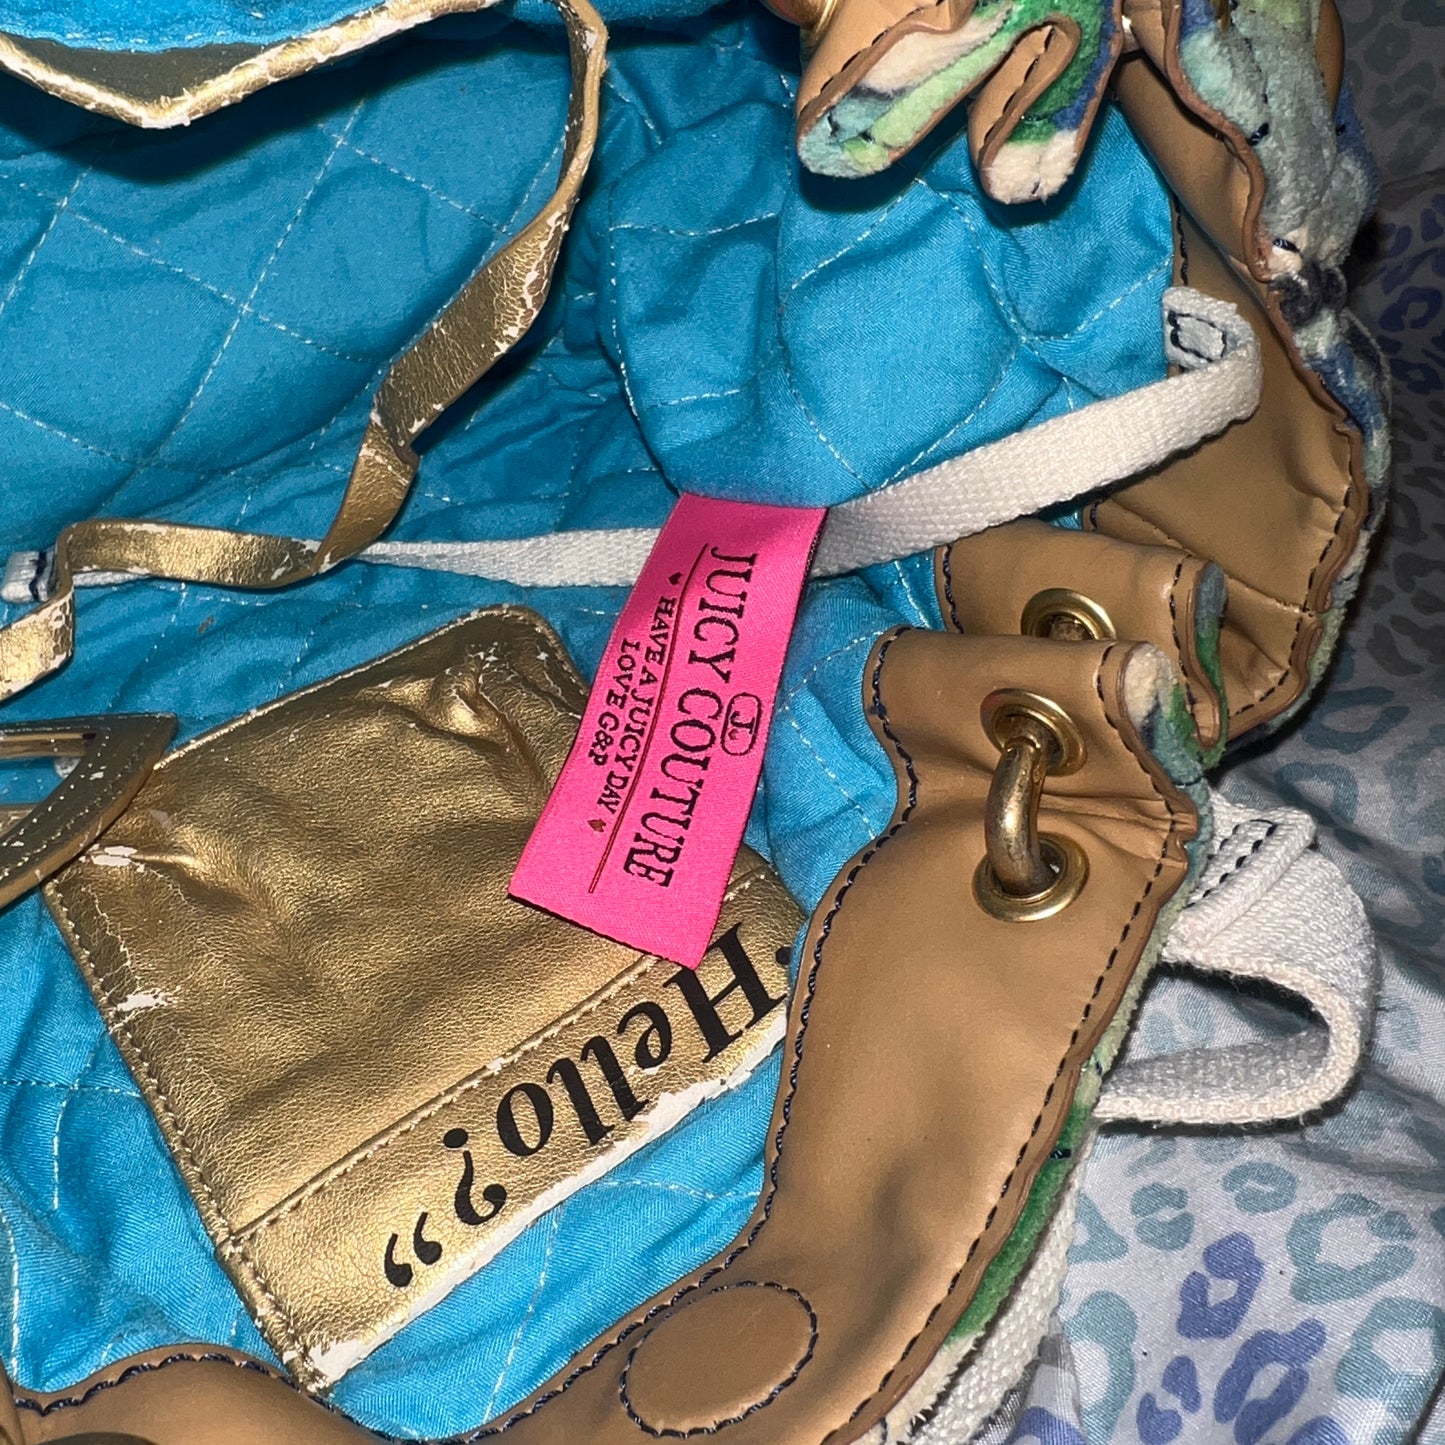 J.
JUICY COUTURE
HAVE A JUICY DAY
LOVE G&P
"Hello?"